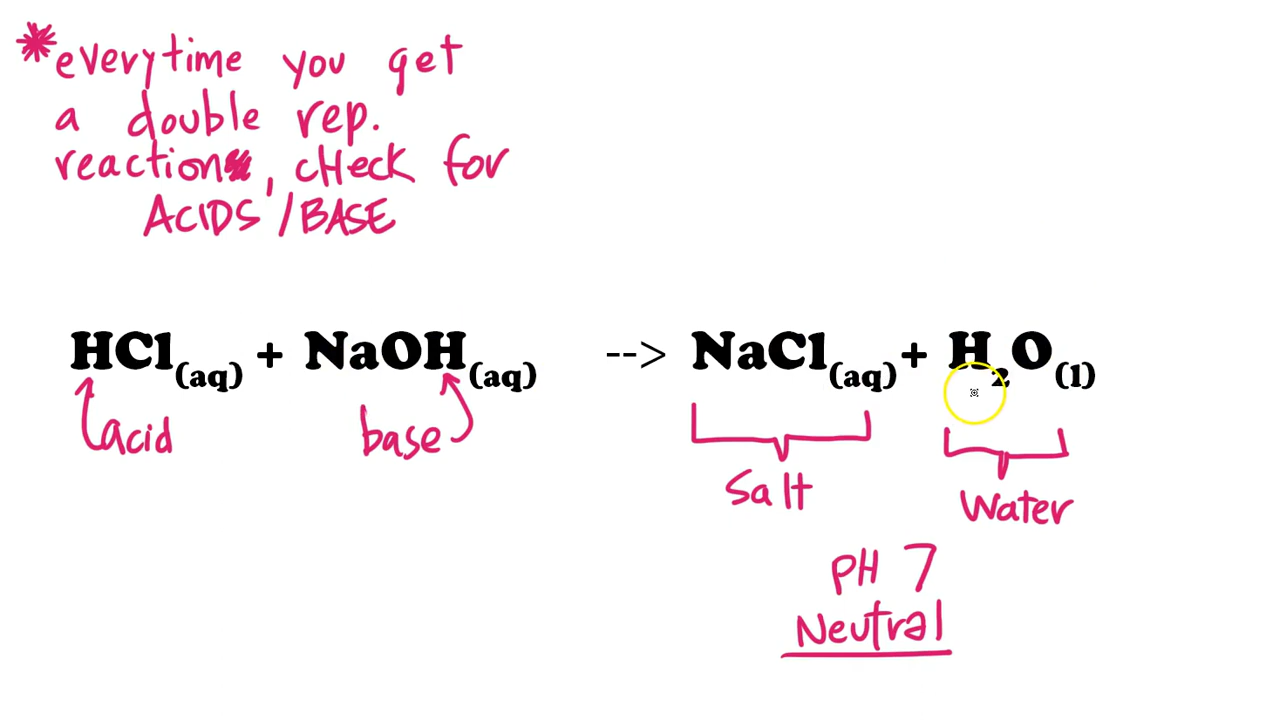 *everytime you get
a double rep.
reaction, cHeck for
ACIDS/BASE
HCl(aq) + NaOH(aq) --> NaCl(aq) + H2O(l)
acid base
Salt Water
pH 7
Neutral